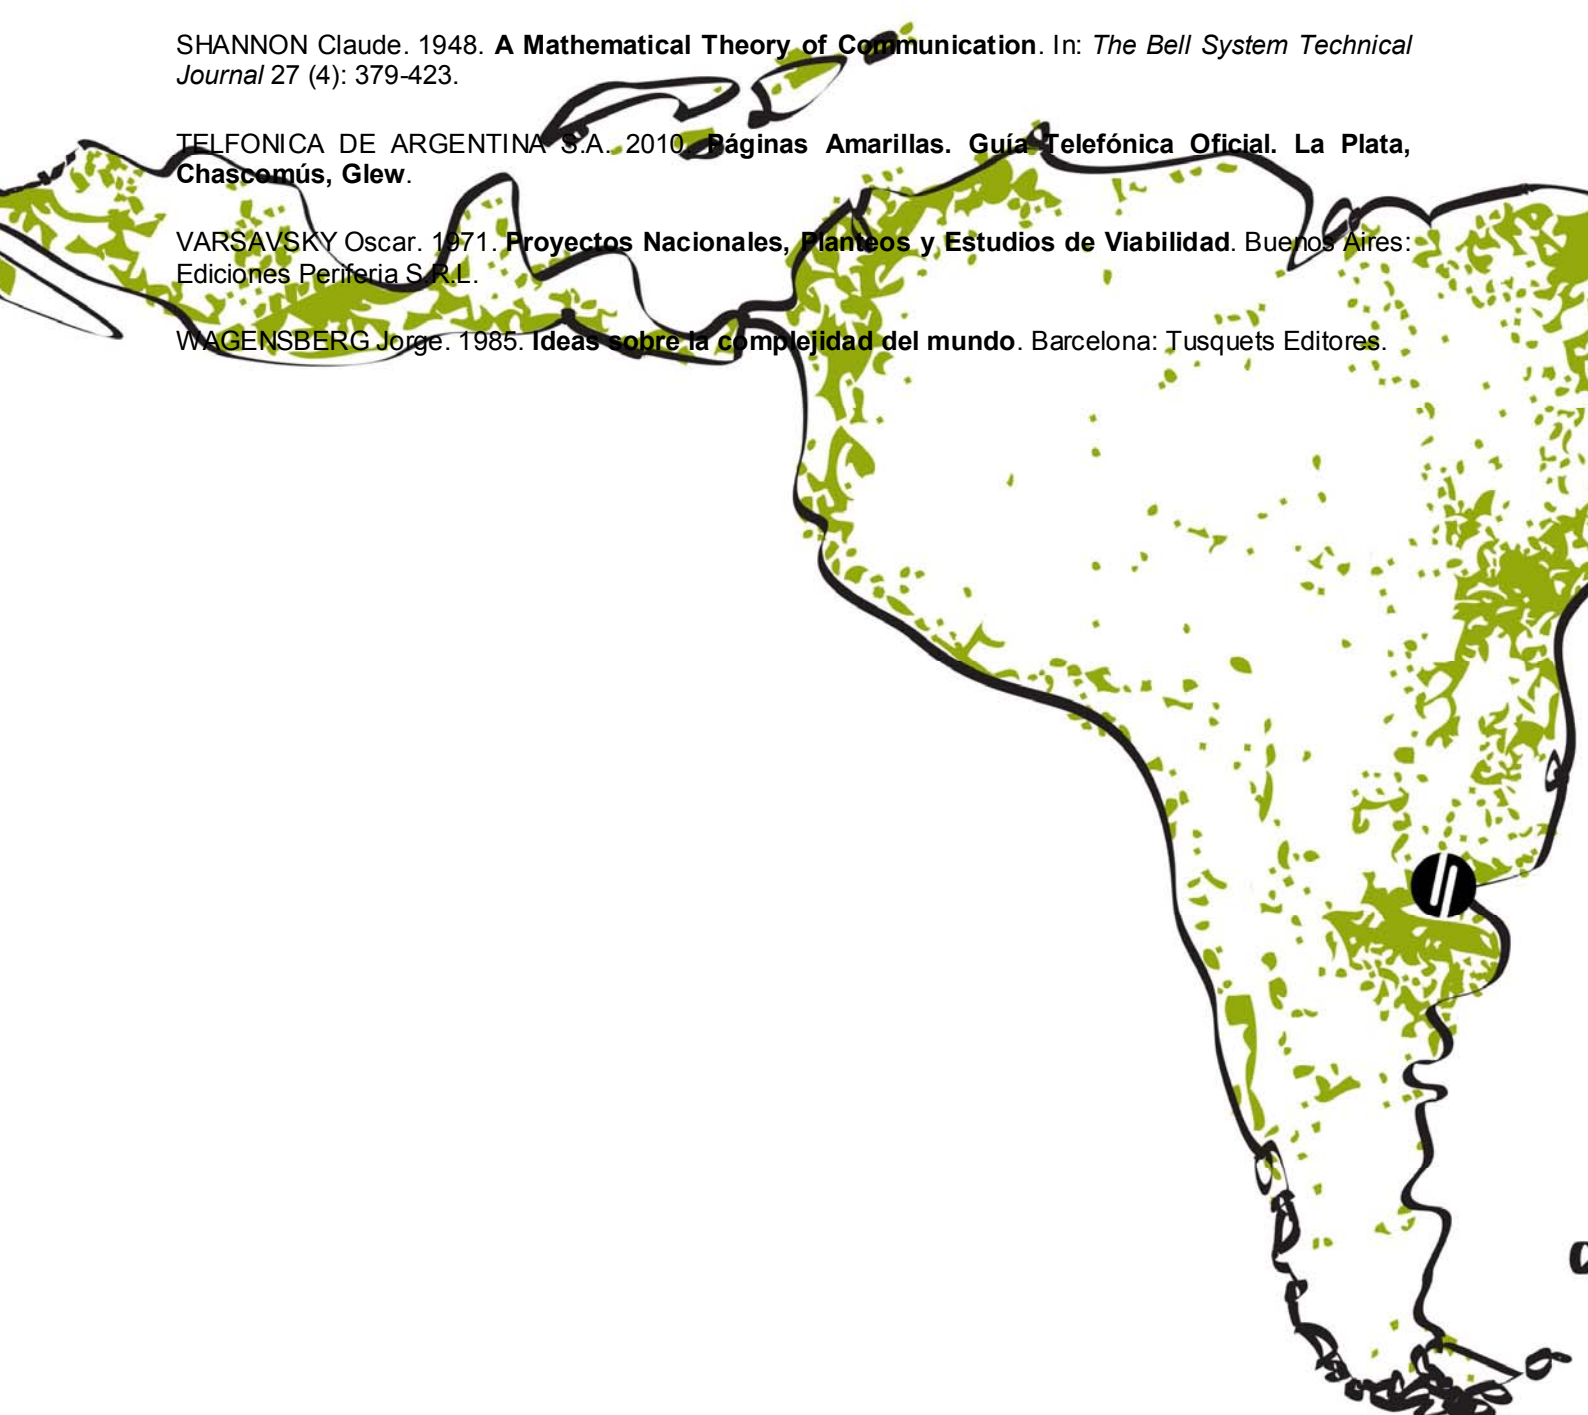 SHANNON Claude. 1948. A Mathematical Theory of Communication. In: The Bell System Technical
Journal 27 (4): 379-423.
TELFONICA DE ARGENTINA S.A. 2010. Páginas Amarillas. Guía Telefónica Oficial. La Plata,
Chascomús, Glew.
VARSAVSKY Oscar. 1971. Proyectos Nacionales, Planteos y Estudios de Viabilidad. Buenos Aires:
Ediciones Periferia S.R.L.
WAGENSBERG Jorge. 1985. Ideas sobre la complejidad del mundo. Barcelona: Tusquets Editores.